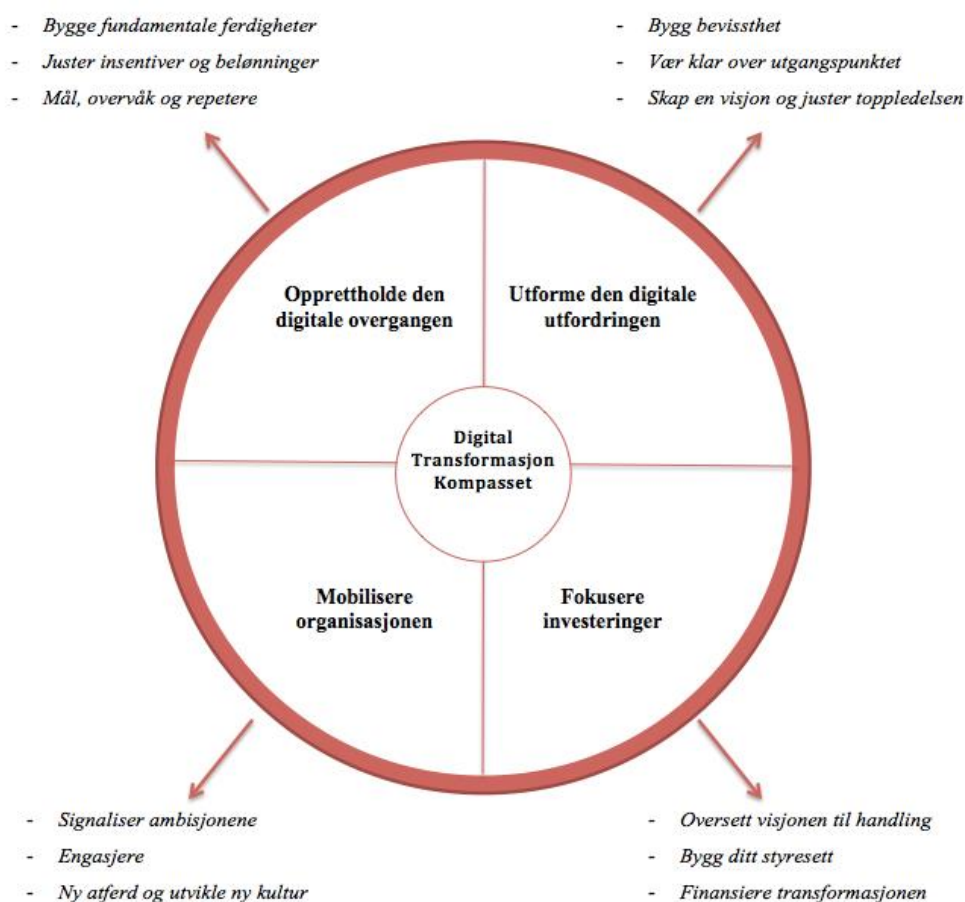 - Bygge fundamentale ferdigheter
- Juster insentiver og belønninger
- Mål, overvåk og repetere
- Bygg bevissthet
- Vær klar over utgangspunktet
- Skap en visjon og juster toppledelsen
Opprettholde den
digitale overgangen
Utforme den digitale
utfordringen
Digital
Transformasjon
Kompasset
Mobilisere
organisasjonen
Fokusere
investeringer
- Signaliser ambisjonene
- Engasjere
- Ny atferd og utvikle ny kultur
- Oversett visjonen til handling
- Bygg ditt styresett
- Finansiere transformasjonen